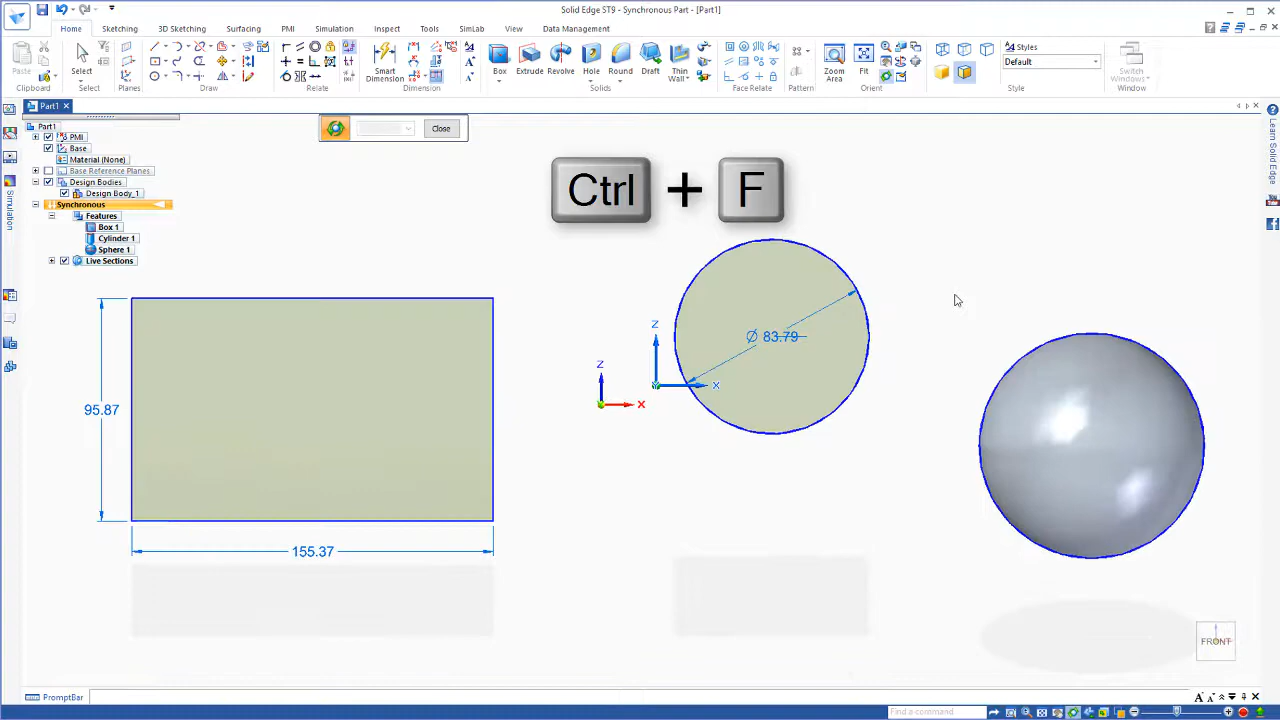 Solid Edge ST9 - Synchronous Part - [Part1]
Home
Sketching
3D Sketching
Surfacing
PMI
Simulation
Inspect
Tools
SimLab
View
Data Management
Paste
Select
Smart Dimension
Box
Extrude
Revolve
Hole
Round
Draft
Thin Wall
Zoom Area
Fit
Styles
Default
Switch Windows
Clipboard
Select
Planes
Draw
Relate
Dimension
Solids
Face Relate
Pattern
Orient
Style
Window
Part1
Part1
PMI
Base
Material (None)
Base Reference Planes
Design Bodies
Design Body_1
Synchronous
Features
Box 1
Cylinder 1
Sphere 1
Live Sections
Simulation
Close
Ctrl + F
Learn Solid Edge
Z
X
Z
X
Ø 83.79
95.87
155.37
FRONT
PromptBar
Find a command